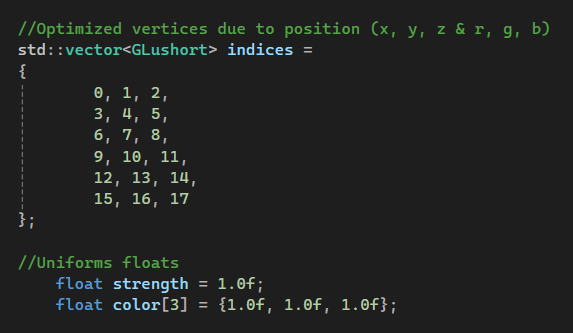 //Optimized vertices due to position (x, y, z & r, g, b)
std::vector<GLushort> indices =
{
0, 1, 2,
3, 4, 5,
6, 7, 8,
9, 10, 11,
12, 13, 14,
15, 16, 17
};
//Uniforms floats
float strength = 1.0f;
float color[3] = {1.0f, 1.0f, 1.0f};